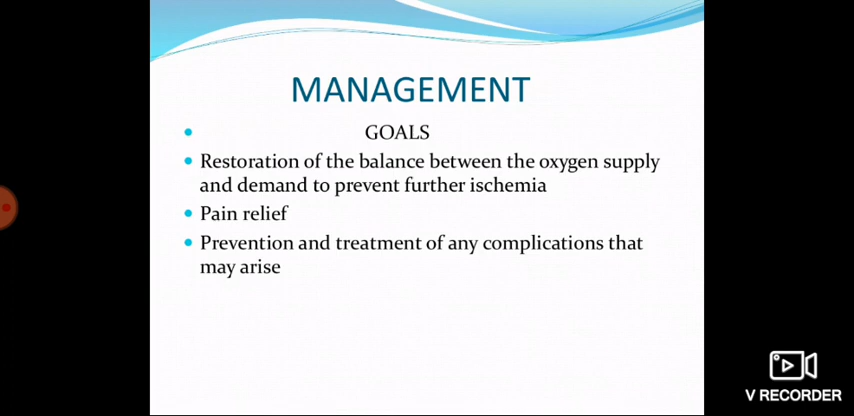 MANAGEMENT
GOALS
Restoration of the balance between the oxygen supply
and demand to prevent further ischemia
Pain relief
Prevention and treatment of any complications that
may arise
V RECORDER